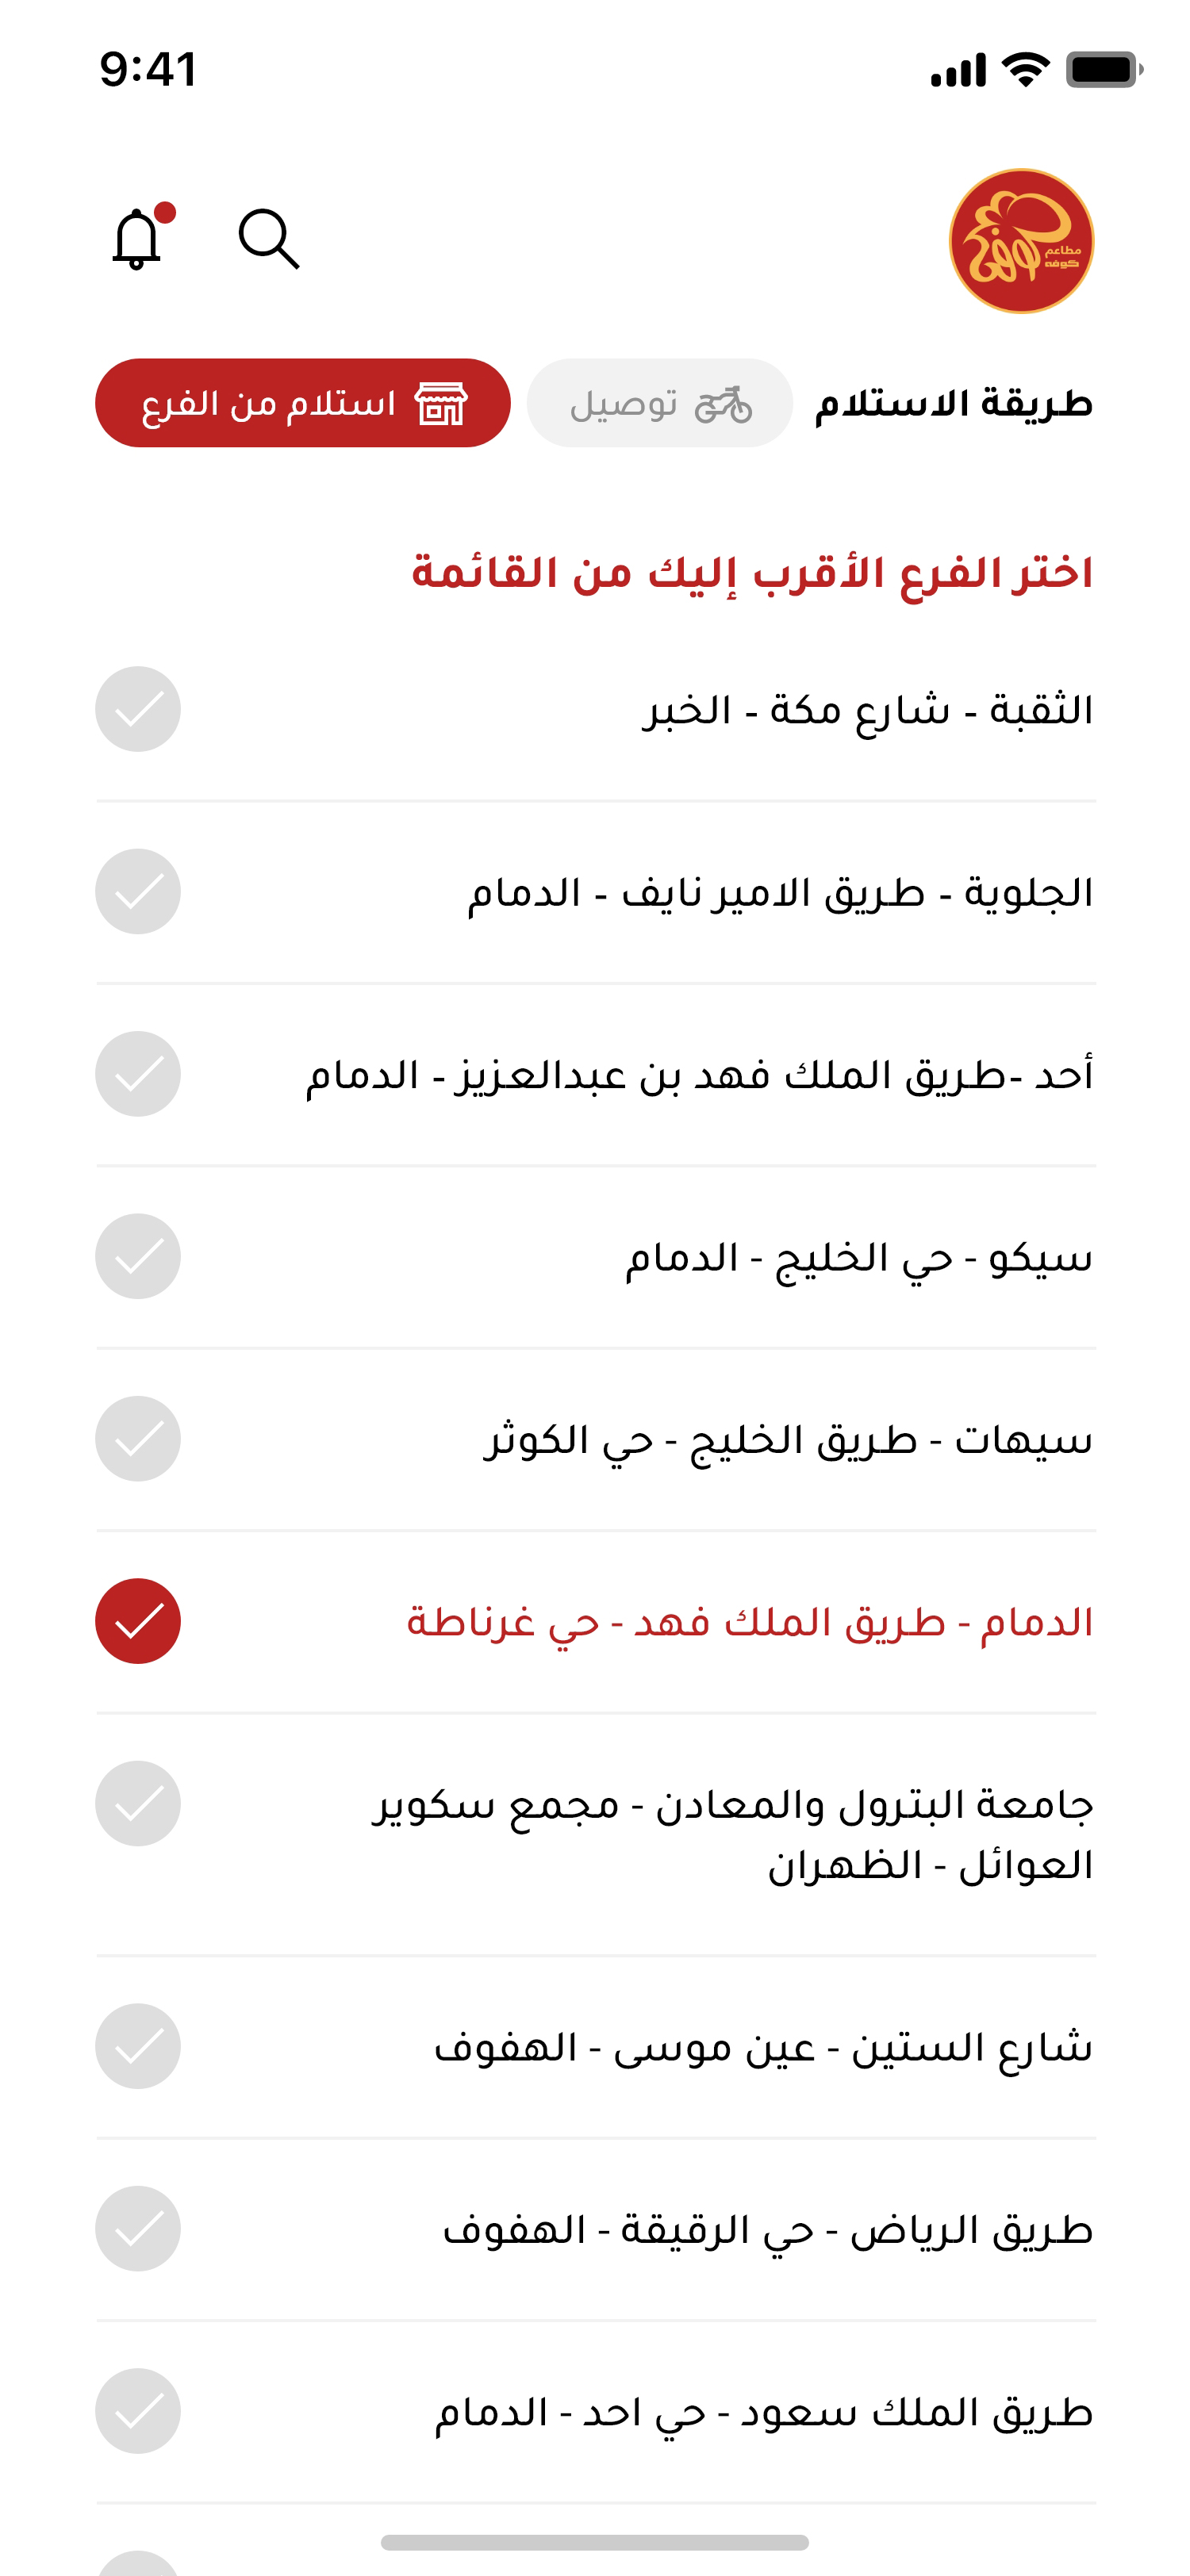 9:41
كوفه
مطاعم
كوفه
طريقة الاستلام
توصيل
استلام من الفرع
اختر الفرع الأقرب إليك من القائمة
الثقبة - شارع مكة - الخبر
الجلوية - طريق الامير نايف - الدمام
أحد -طريق الملك فهد بن عبدالعزيز - الدمام
سيكو - حي الخليج - الدمام
سيهات - طريق الخليج - حي الكوثر
الدمام - طريق الملك فهد - حي غرناطة
جامعة البترول والمعادن - مجمع سكوير
العوائل - الظهران
شارع الستين - عين موسى - الهفوف
طريق الرياض - حي الرقيقة - الهفوف
طريق الملك سعود - حي احد - الدمام